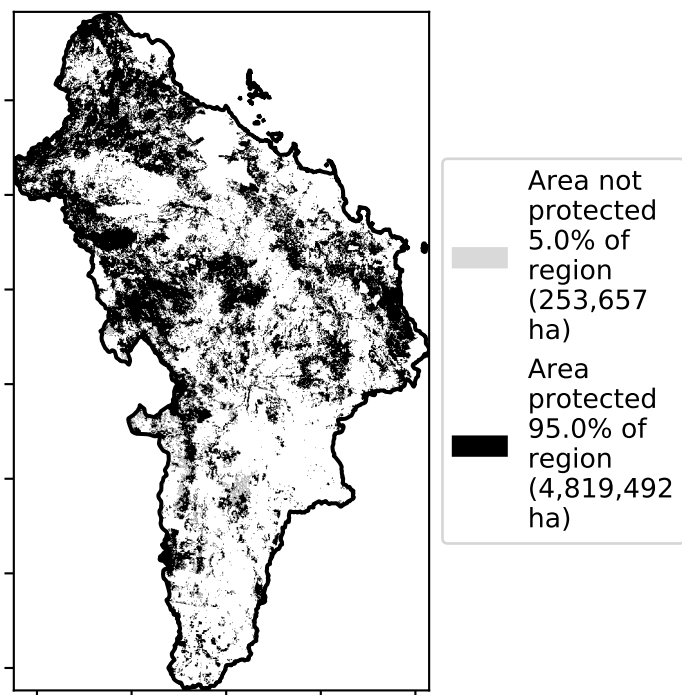 Area not
protected
5.0% of
region
(253,657
ha)
Area
protected
95.0% of
region
(4,819,492
ha)